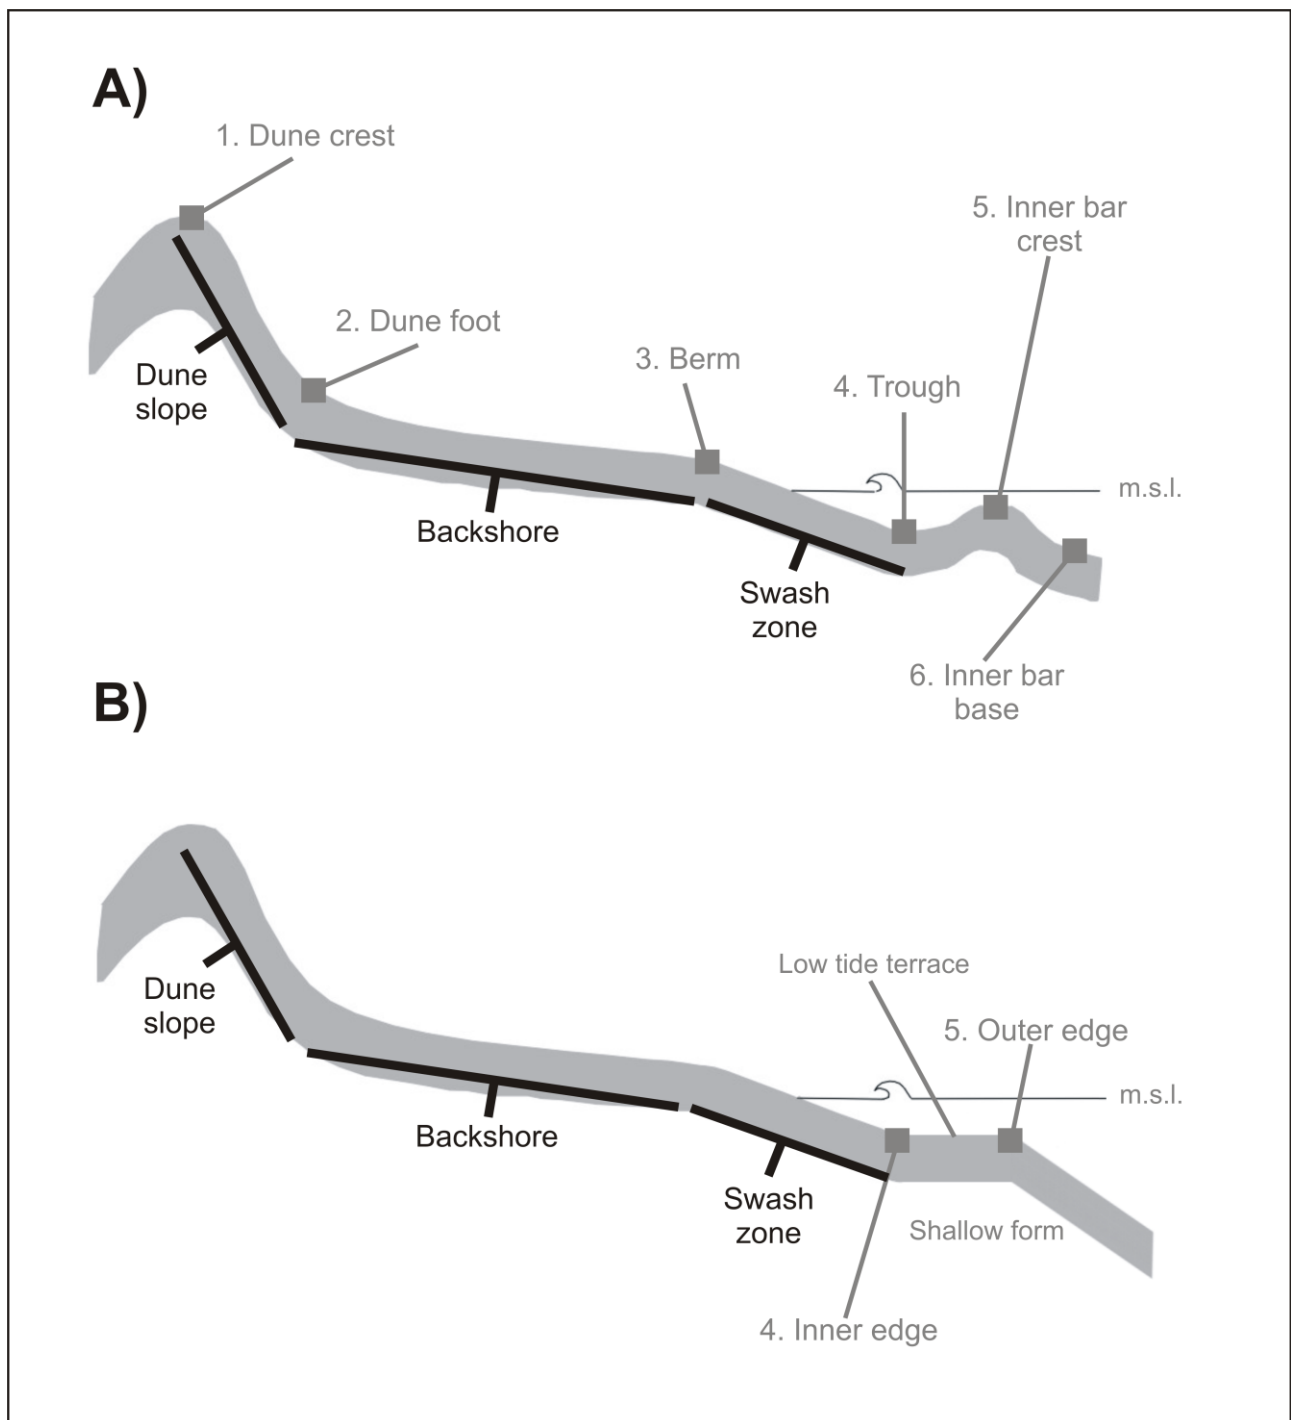 A)
1. Dune crest
5. Inner bar
crest
2. Dune foot
3. Berm
Dune
slope
4. Trough
m.s.l.
Backshore
Swash
zone
6. Inner bar
base
B)
Low tide terrace
Dune
slope
5. Outer edge
m.s.l.
Backshore
Swash
zone
Shallow form
4. Inner edge